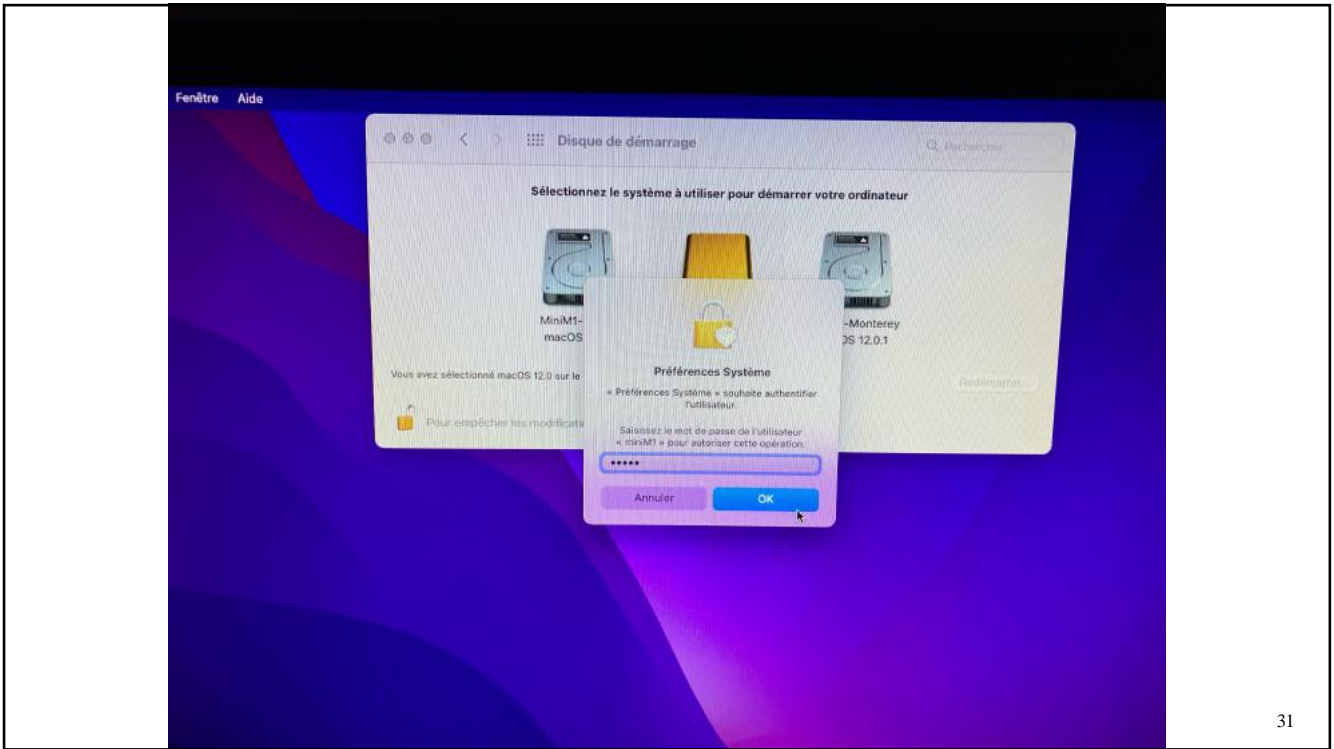 Fenêtre Aide
Disque de démarrage
Rechercher
Sélectionnez le système à utiliser pour démarrer votre ordinateur
MiniM1-
macOS
-Monterey
OS 12.0.1
Vous avez sélectionné macOS 12.0 sur le
Redémarrer...
Pour empêcher les modificati
Préférences Système
« Préférences Système » souhaite authentifier
l'utilisateur.
Saisissez le mot de passe de l'utilisateur
« miniM1 » pour autoriser cette opération.
•••••
Annuler OK
31